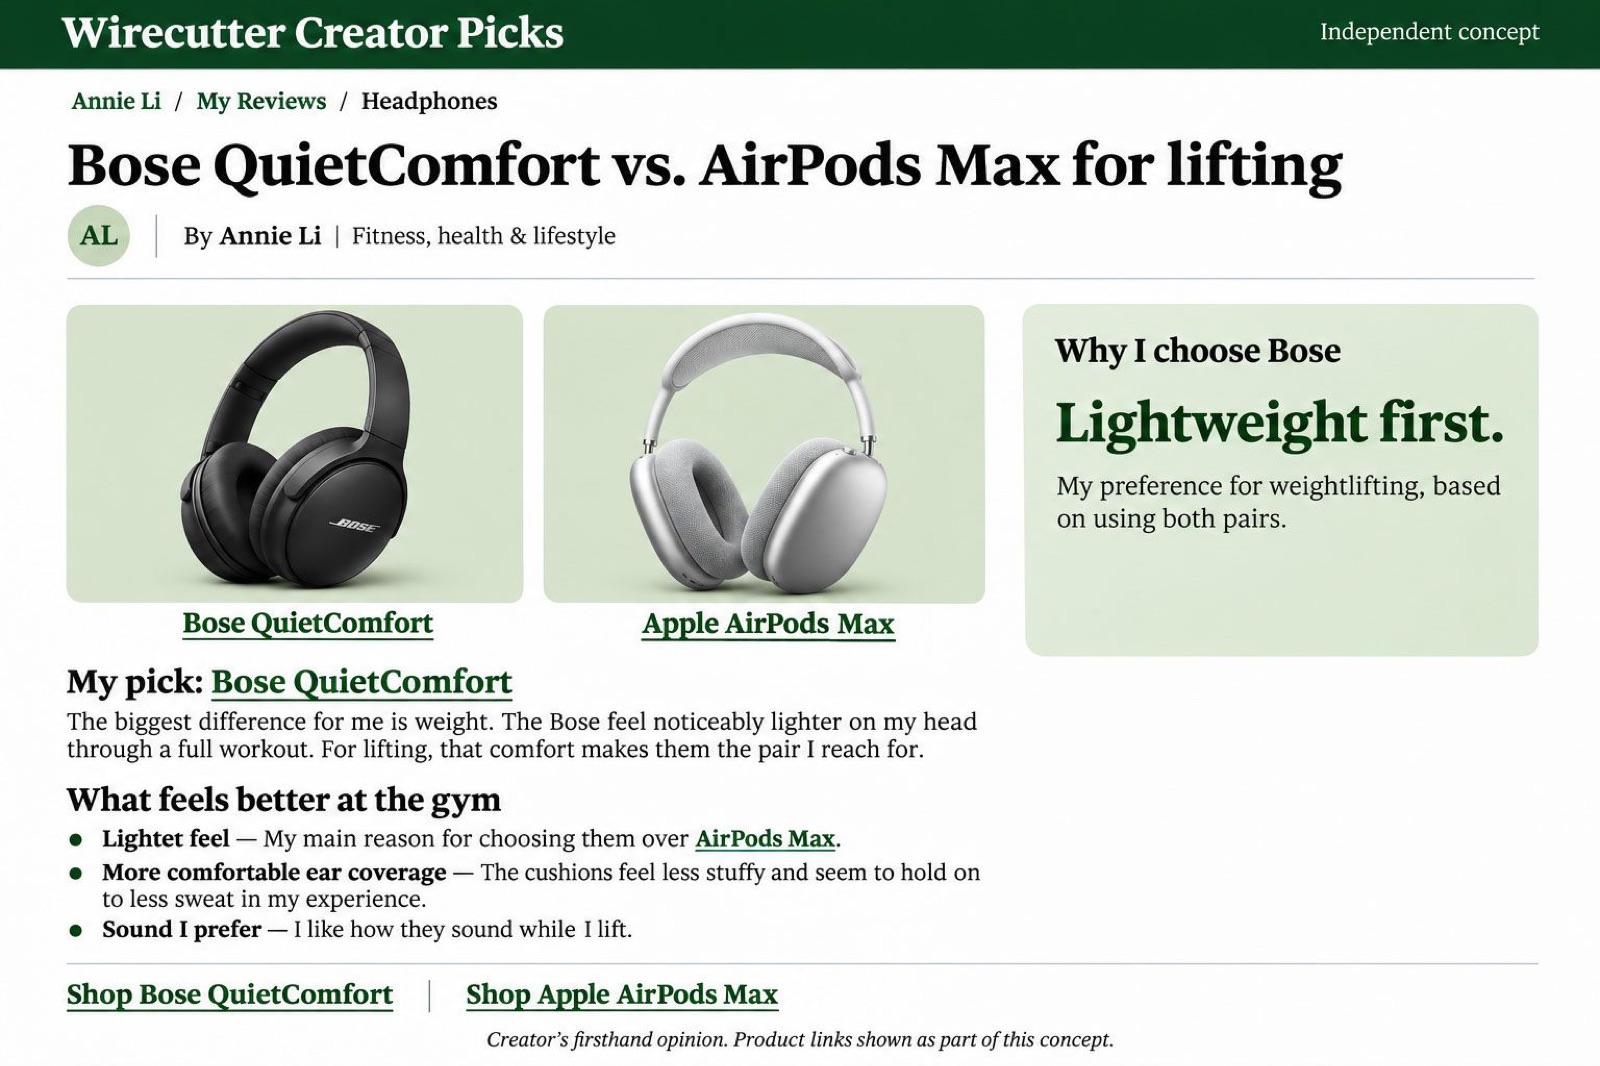 Wirecutter Creator Picks
Independent concept
Annie Li / My Reviews / Headphones
Bose QuietComfort vs. AirPods Max for lifting
AL
By Annie Li | Fitness, health & lifestyle
BOSE
Bose QuietComfort
Apple AirPods Max
Why I choose Bose
Lightweight first.
My preference for weightlifting, based
on using both pairs.
My pick: Bose QuietComfort
The biggest difference for me is weight. The Bose feel noticeably lighter on my head
through a full workout. For lifting, that comfort makes them the pair I reach for.
What feels better at the gym
• Lightet feel — My main reason for choosing them over AirPods Max.
• More comfortable ear coverage — The cushions feel less stuffy and seem to hold on
to less sweat in my experience.
• Sound I prefer — I like how they sound while I lift.
Shop Bose QuietComfort | Shop Apple AirPods Max
Creator's firsthand opinion. Product links shown as part of this concept.